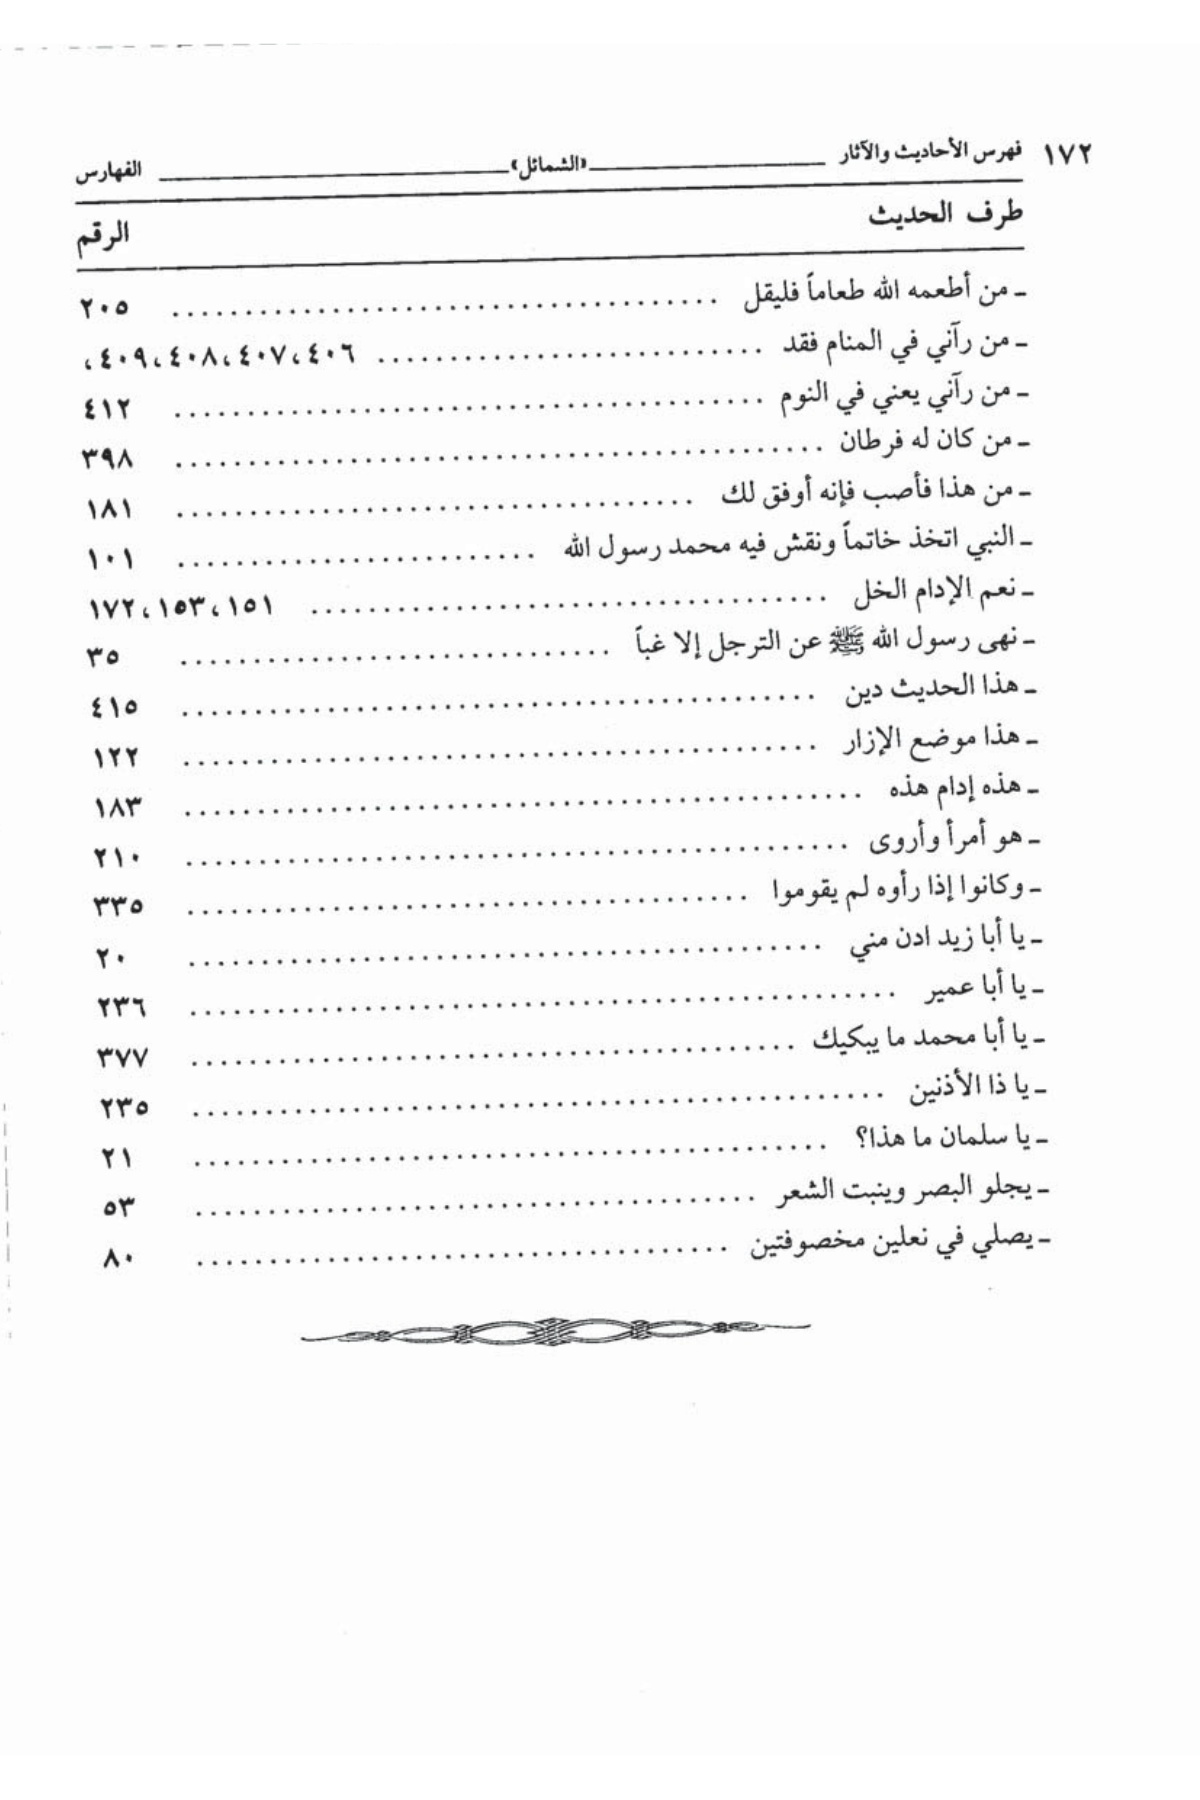 ١٧٢ فهرس الأحاديث والآثار «الشمائل» الفهارس
طرف الحديث الرقم
ـ من أطعمه الله طعاماً فليقل ٢٠٥
ـ من رآني في المنام فقد ٤٠٦، ٤٠٧، ٤٠٨، ٤٠٩،
ـ من رآني يعني في النوم ٤١٢
ـ من كان له فرطان ٣٩٨
ـ من هذا فأصب فإنه أوفق لك ١٨١
ـ النبي اتخذ خاتماً ونقش فيه محمد رسول الله ١٠١
ـ نعم الإدام الخل ١٥١، ١٥٣، ١٧٢
ـ نهى رسول الله ﷺ عن الترجل إلا غباً ٣٥
ـ هذا الحديث دين ٤١٥
ـ هذا موضع الإزار ١٢٢
ـ هذه إدام هذه ١٨٣
ـ هو أمرأ وأروى ٢١٠
ـ وكانوا إذا رأوه لم يقوموا ٣٣٥
ـ يا أبا زيد ادن مني ٢٠
ـ يا أبا عمير ٢٣٦
ـ يا أبا محمد ما يبكيك ٣٧٧
ـ يا ذا الأذنين ٢٣٥
ـ يا سلمان ما هذا؟ ٢١
ـ يجلو البصر وينبت الشعر ٥٣
ـ يصلي في نعلين مخصوفتين ٨٠